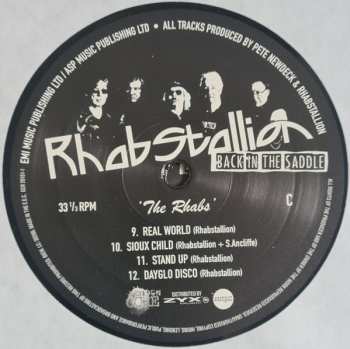 EMI MUSIC PUBLISHING LTD / ASP MUSIC PUBLISHING LTD • ALL TRACKS PRODUCED BY PETE NEWDECK & RHABSTALLION
Rhabstallion
BACK IN THE SADDLE
33 ⅓ RPM
'The Rhabs'
C
9. REAL WORLD (Rhabstallion)
10. SIOUX CHILD (Rhabstallion + S.Ancliffe)
11. STAND UP (Rhabstallion)
12. DAYGLO DISCO (Rhabstallion)
DISTRIBUTED BY
ZYX